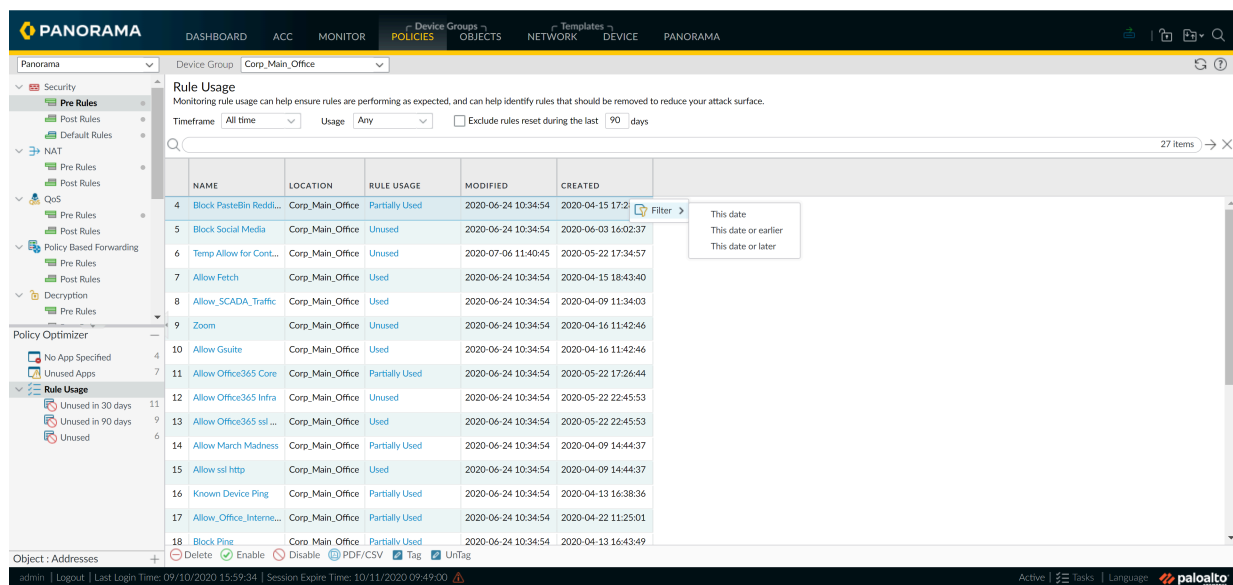 PANORAMA
Device Groups
Templates
DASHBOARD ACC MONITOR POLICIES OBJECTS NETWORK DEVICE PANORAMA
Panorama
Device Group Corp_Main_Office
Security
Pre Rules
Post Rules
Default Rules
NAT
Pre Rules
Post Rules
QoS
Pre Rules
Post Rules
Policy Based Forwarding
Pre Rules
Post Rules
Decryption
Pre Rules
Policy Optimizer
No App Specified 4
Unused Apps 7
Rule Usage
Unused in 30 days 11
Unused in 90 days 9
Unused 6
Object : Addresses
Rule Usage
Monitoring rule usage can help ensure rules are performing as expected, and can help identify rules that should be removed to reduce your attack surface.
Timeframe All time Usage Any Exclude rules reset during the last 90 days
27 items
NAME LOCATION RULE USAGE MODIFIED CREATED
4 Block PasteBin Reddi... Corp_Main_Office Partially Used 2020-06-24 10:34:54 2020-04-15 17:2
5 Block Social Media Corp_Main_Office Unused 2020-06-24 10:34:54 2020-06-03 16:02:37
6 Temp Allow for Cont... Corp_Main_Office Unused 2020-07-06 11:40:45 2020-05-22 17:34:57
7 Allow Fetch Corp_Main_Office Used 2020-06-24 10:34:54 2020-04-15 18:43:40
8 Allow_SCADA_Traffic Corp_Main_Office Used 2020-06-24 10:34:54 2020-04-09 11:34:03
9 Zoom Corp_Main_Office Unused 2020-06-24 10:34:54 2020-04-16 11:42:46
10 Allow Gsuite Corp_Main_Office Used 2020-06-24 10:34:54 2020-04-16 11:42:46
11 Allow Office365 Core Corp_Main_Office Partially Used 2020-06-24 10:34:54 2020-05-22 17:26:44
12 Allow Office365 Infra Corp_Main_Office Unused 2020-06-24 10:34:54 2020-05-22 22:45:53
13 Allow Office365 ssl ... Corp_Main_Office Used 2020-06-24 10:34:54 2020-05-22 22:45:53
14 Allow March Madness Corp_Main_Office Partially Used 2020-06-24 10:34:54 2020-04-09 14:44:37
15 Allow ssl http Corp_Main_Office Used 2020-06-24 10:34:54 2020-04-09 14:44:37
16 Known Device Ping Corp_Main_Office Partially Used 2020-06-24 10:34:54 2020-04-13 16:38:36
17 Allow_Office_Interne... Corp_Main_Office Partially Used 2020-06-24 10:34:54 2020-04-22 11:25:01
18 Block Ping Corp_Main_Office Partially Used 2020-06-24 10:34:54 2020-04-13 16:43:49
Filter
This date
This date or earlier
This date or later
Delete Enable Disable PDF/CSV Tag UnTag
admin | Logout | Last Login Time: 09/10/2020 15:59:34 | Session Expire Time: 10/11/2020 09:49:00
Active | Tasks | Language paloalto